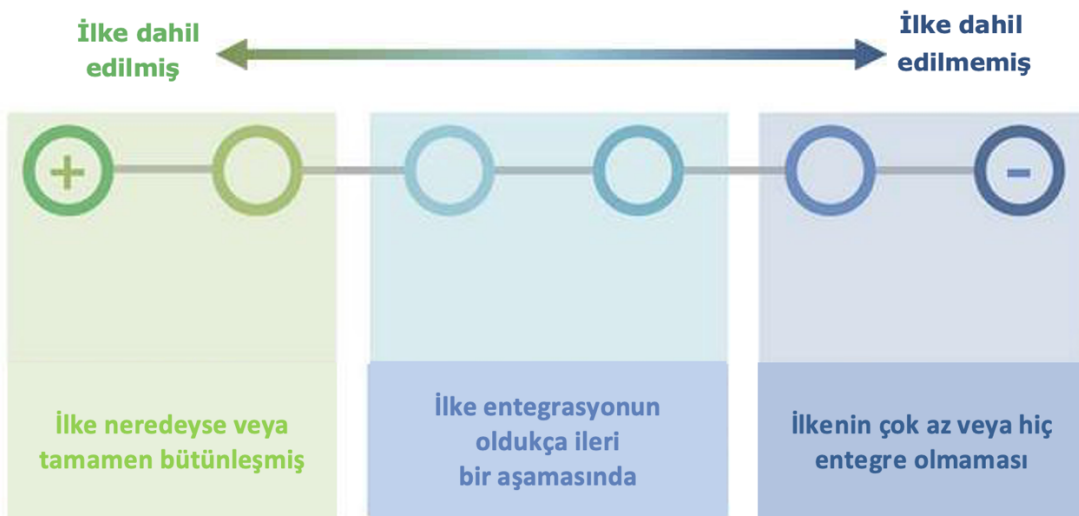 İlke dahil
edilmiş
İlke dahil
edilmemiş
+
-
İlke neredeyse veya
tamamen bütünleşmiş
İlke entegrasyonun
oldukça ileri
bir aşamasında
İlkenin çok az veya hiç
entegre olmaması